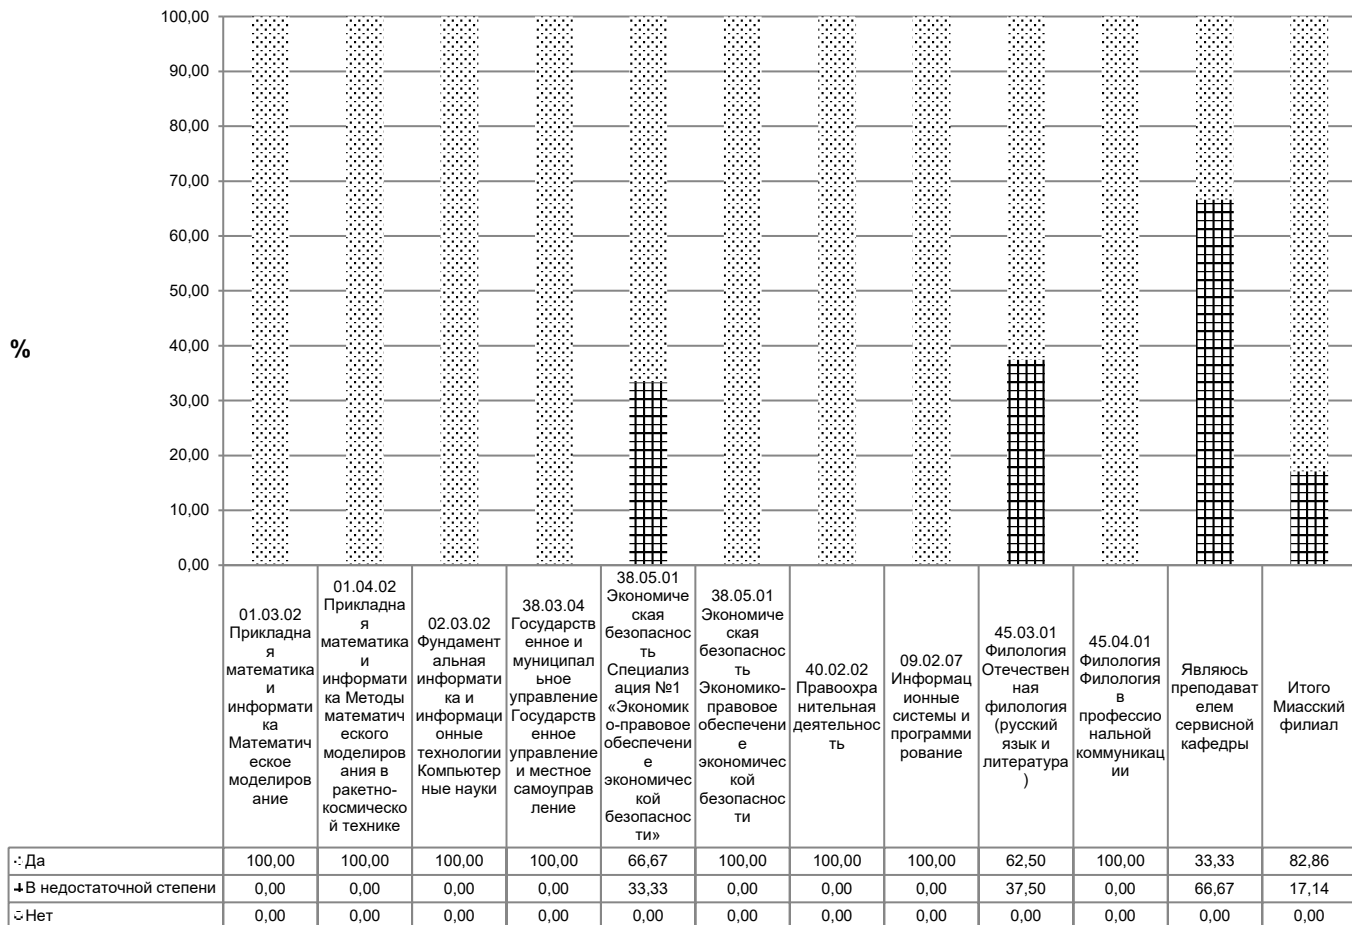 100,00
90,00
80,00
70,00
60,00
50,00
40,00
30,00
20,00
10,00
0,00
%
01.03.02
Прикладна
я
математика
и
информати
ка
Математич
еское
моделиров
ание
01.04.02
Прикладна
я
математика
и
информати
ка Методы
математич
еского
моделиров
ания в
ракетно-
космическо
й технике
02.03.02
Фундамент
альная
информати
ка и
информаци
онные
технологии
Компьютер
ные науки
38.03.04
Государств
енное и
муниципал
ьное
управление
Государств
енное
управление
и местное
самоуправ
ление
38.05.01
Экономиче
ская
безопаснос
ть
Специализ
ация №1
«Экономик
о-правовое
обеспечени
е
экономичес
кой
безопаснос
ти»
38.05.01
Экономиче
ская
безопаснос
ть
Экономико-
правовое
обеспечени
е
экономичес
кой
безопаснос
ти
40.02.02
Правоохра
нительная
деятельнос
ть
09.02.07
Информац
ионные
системы и
программи
рование
45.03.01
Филология
Отечествен
ная
филология
(русский
язык и
литература
)
45.04.01
Филология
Филология
в
профессио
нальной
коммуникац
ии
Являюсь
преподават
елем
сервисной
кафедры
Итого
Миасский
филиал
Да 100,00 100,00 100,00 100,00 66,67 100,00 100,00 100,00 62,50 100,00 33,33 82,86
В недостаточной степени 0,00 0,00 0,00 0,00 33,33 0,00 0,00 0,00 37,50 0,00 66,67 17,14
Нет 0,00 0,00 0,00 0,00 0,00 0,00 0,00 0,00 0,00 0,00 0,00 0,00